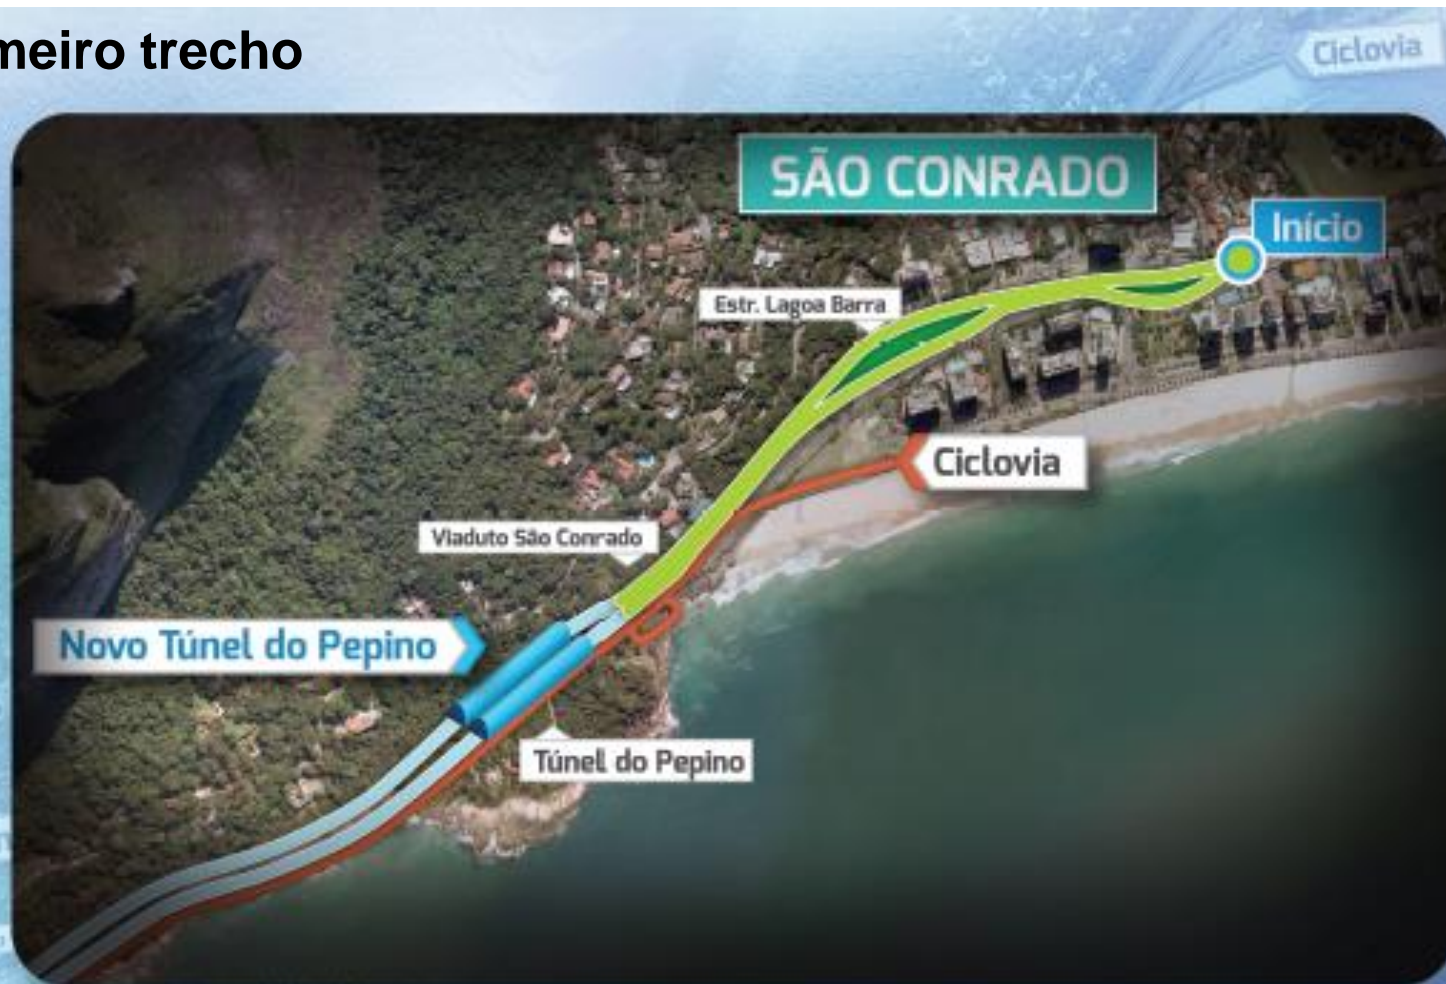 meiro trecho
Ciclovia
SÃO CONRADO
Início
Estr. Lagoa Barra
Ciclovia
Viaduto São Conrado
Novo Túnel do Pepino
Túnel do Pepino